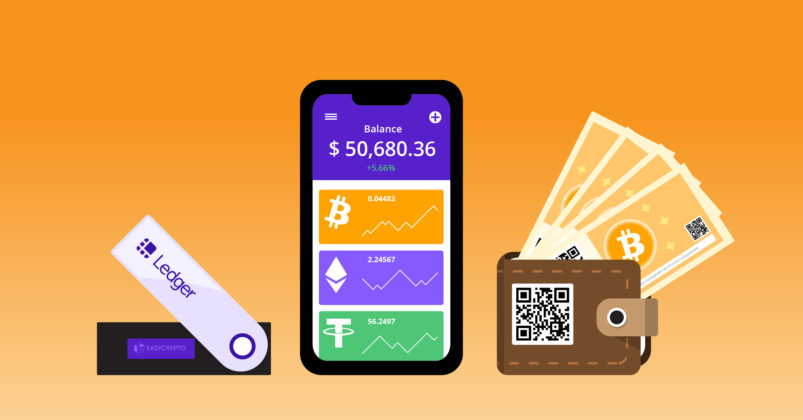 Ledger
EASYCRYPTO
Balance
$ 50,680.36
+5.66%
0.04483
2.24567
56.2497